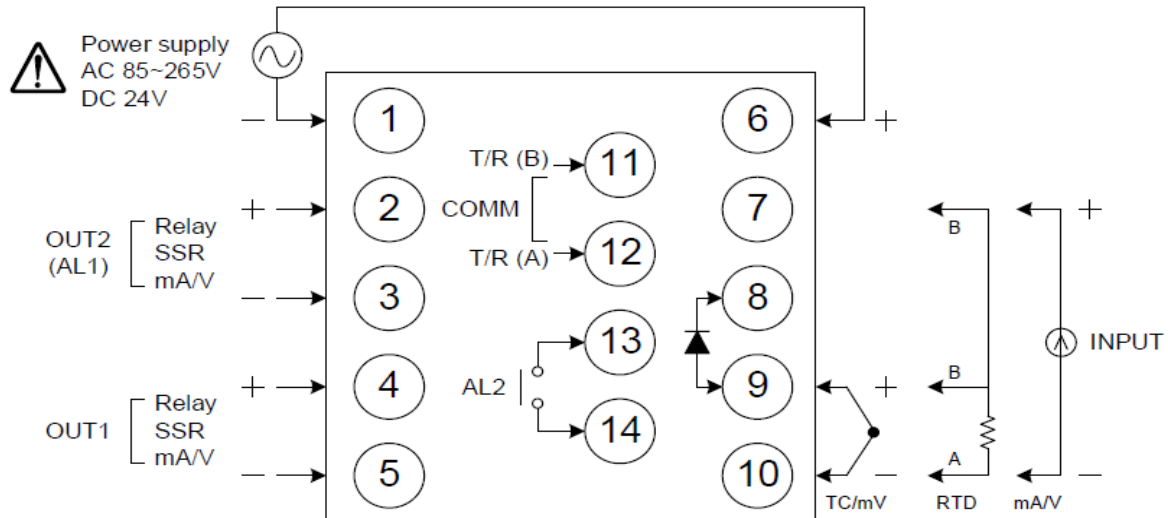 Power supply
AC 85~265V
DC 24V
− 1 6 +
T/R (B) 11
+ 2 COMM 7 B +
OUT2
(AL1)
Relay
SSR
mA/V
T/R (A) 12
− 3 8
13
INPUT
AL2
+ 4 9 + B
OUT1
Relay
SSR
mA/V
14
− 5 10 − A −
TC/mV RTD mA/V